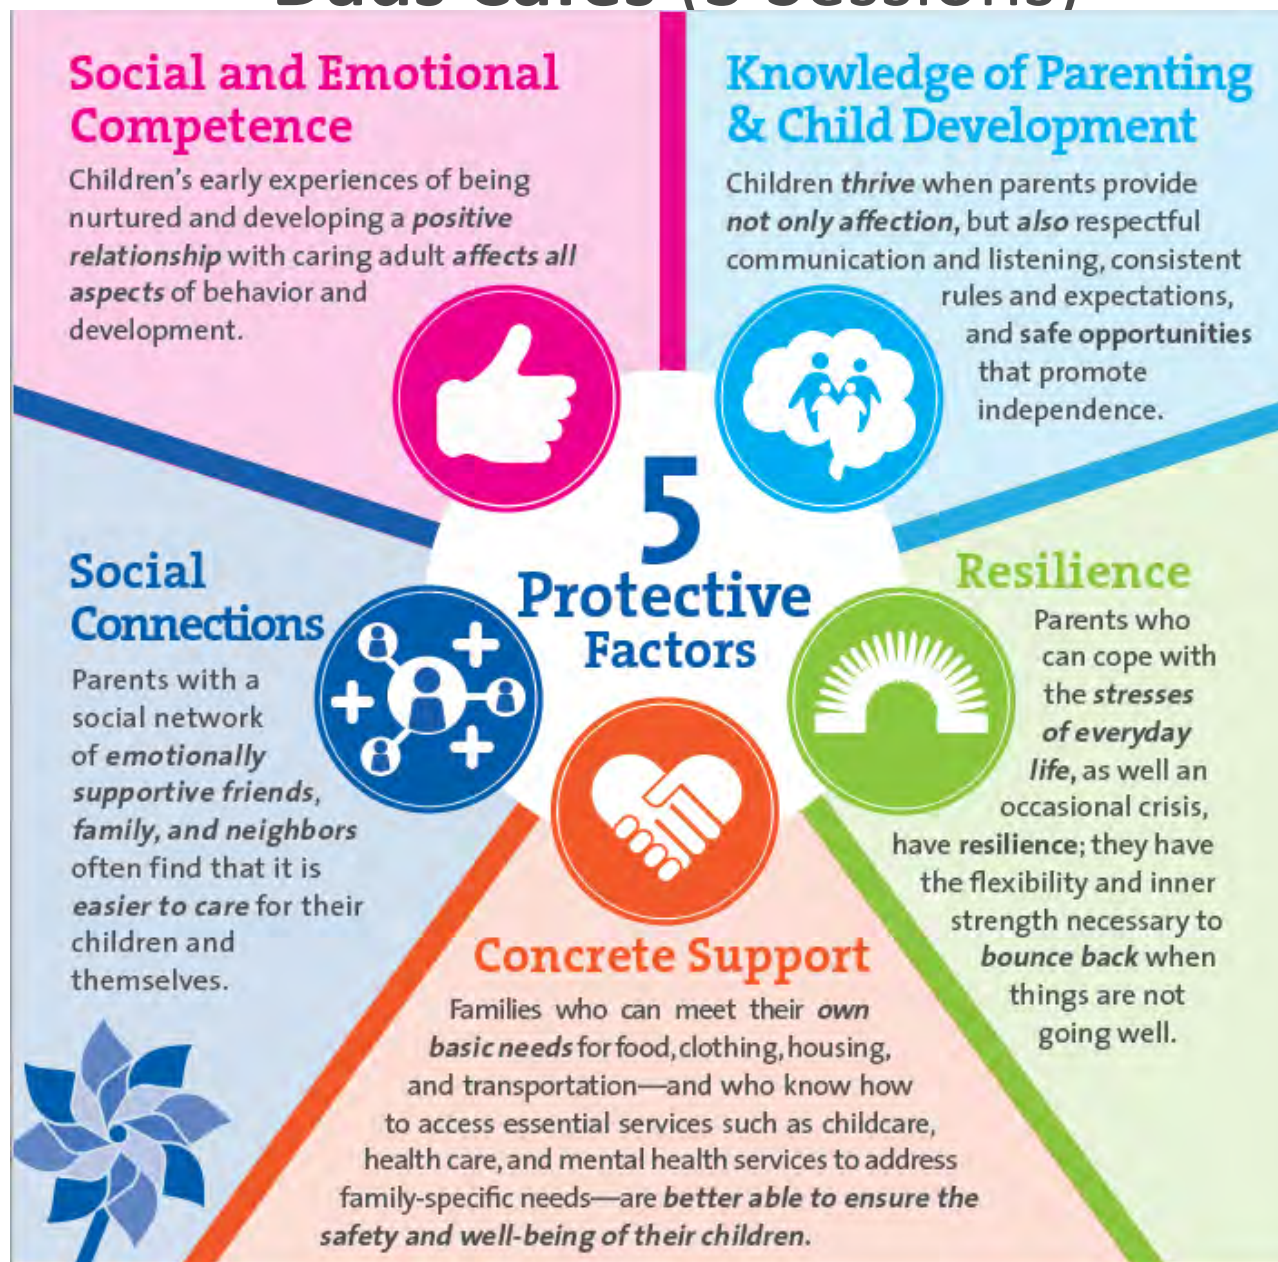 Dads Cafés (5 Sessions)
Social and Emotional
Competence
Children's early experiences of being
nurtured and developing a positive
relationship with caring adult affects all
aspects of behavior and
development.
Knowledge of Parenting
& Child Development
Children thrive when parents provide
not only affection, but also respectful
communication and listening, consistent
rules and expectations,
and safe opportunities
that promote
independence.
5
Protective
Factors
Social
Connections
Parents with a
social network
of emotionally
supportive friends,
family, and neighbors
often find that it is
easier to care for their
children and
themselves.
Resilience
Parents who
can cope with
the stresses
of everyday
life, as well an
occasional crisis,
have resilience; they have
the flexibility and inner
strength necessary to
bounce back when
things are not
going well.
Concrete Support
Families who can meet their own
basic needs for food, clothing, housing,
and transportation—and who know how
to access essential services such as childcare,
health care, and mental health services to address
family-specific needs—are better able to ensure the
safety and well-being of their children.